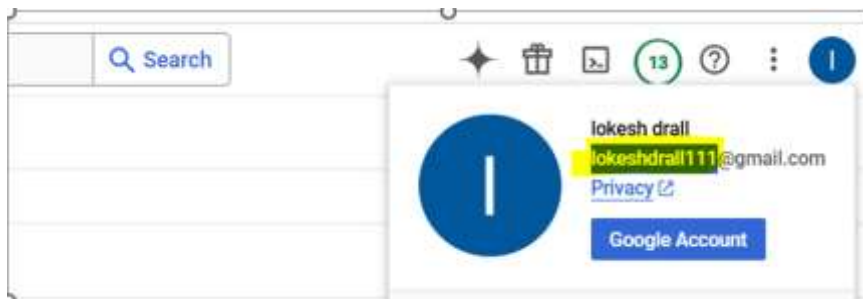 Search
13
l
l
lokesh drall
lokeshdrall111@gmail.com
Privacy
Google Account